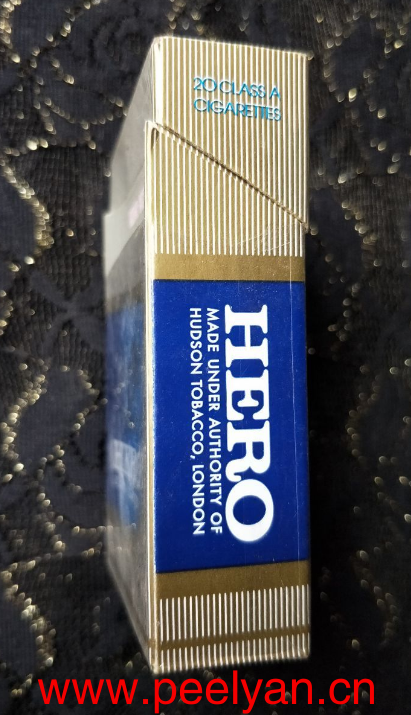 20 CLASS A
CIGARETTES
HERO
MADE UNDER AUTHORITY OF
HUDSON TOBACCO, LONDON
www.peelyan.cn